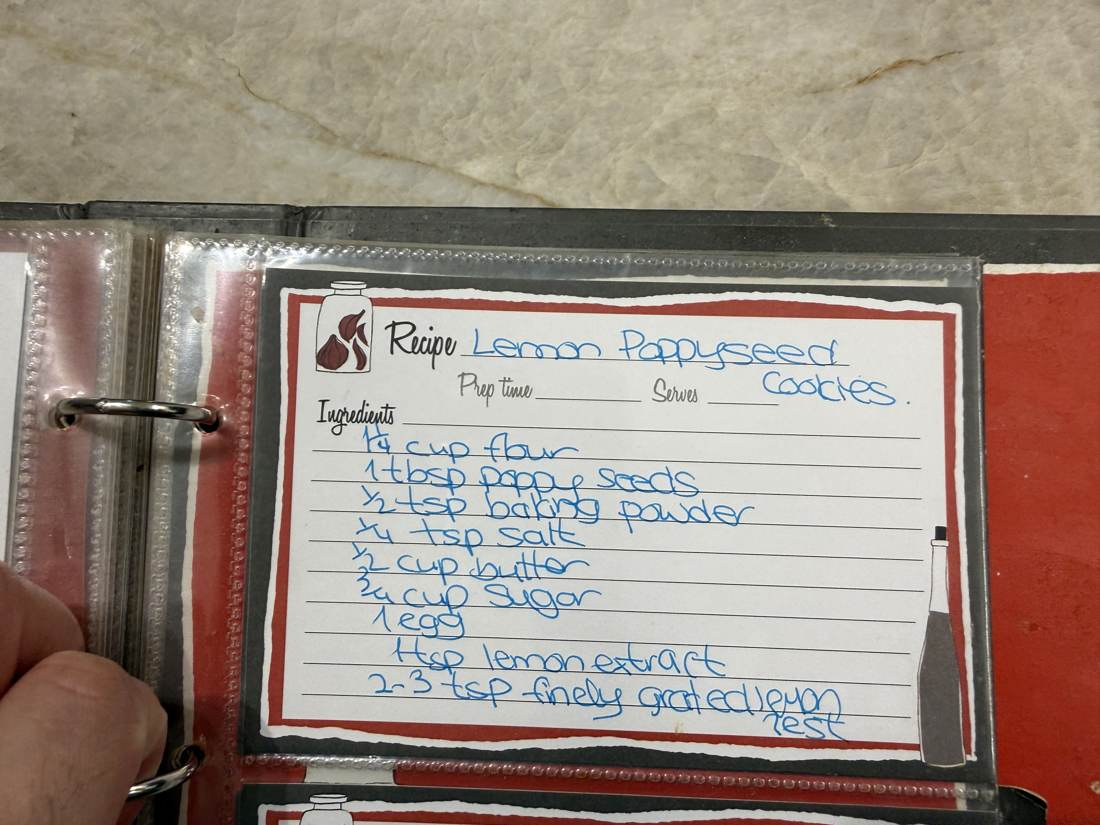 Recipe Lemon Poppyseed
Cookies.
Prep time Serves
Ingredients
1 1/4 cup flour
1 tbsp poppy seeds
1/2 tsp baking powder
1/4 tsp salt
1/2 cup butter
3/4 cup sugar
1 egg
1 tsp lemon extract
2-3 tsp finely grated lemon
zest